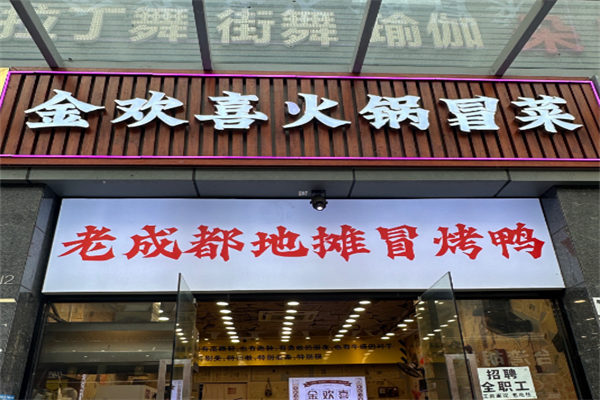 拉丁舞 街舞 瑜伽 柔
金欢喜火锅冒菜
老成都地摊冒烤鸭
金欢喜
招聘
全职工